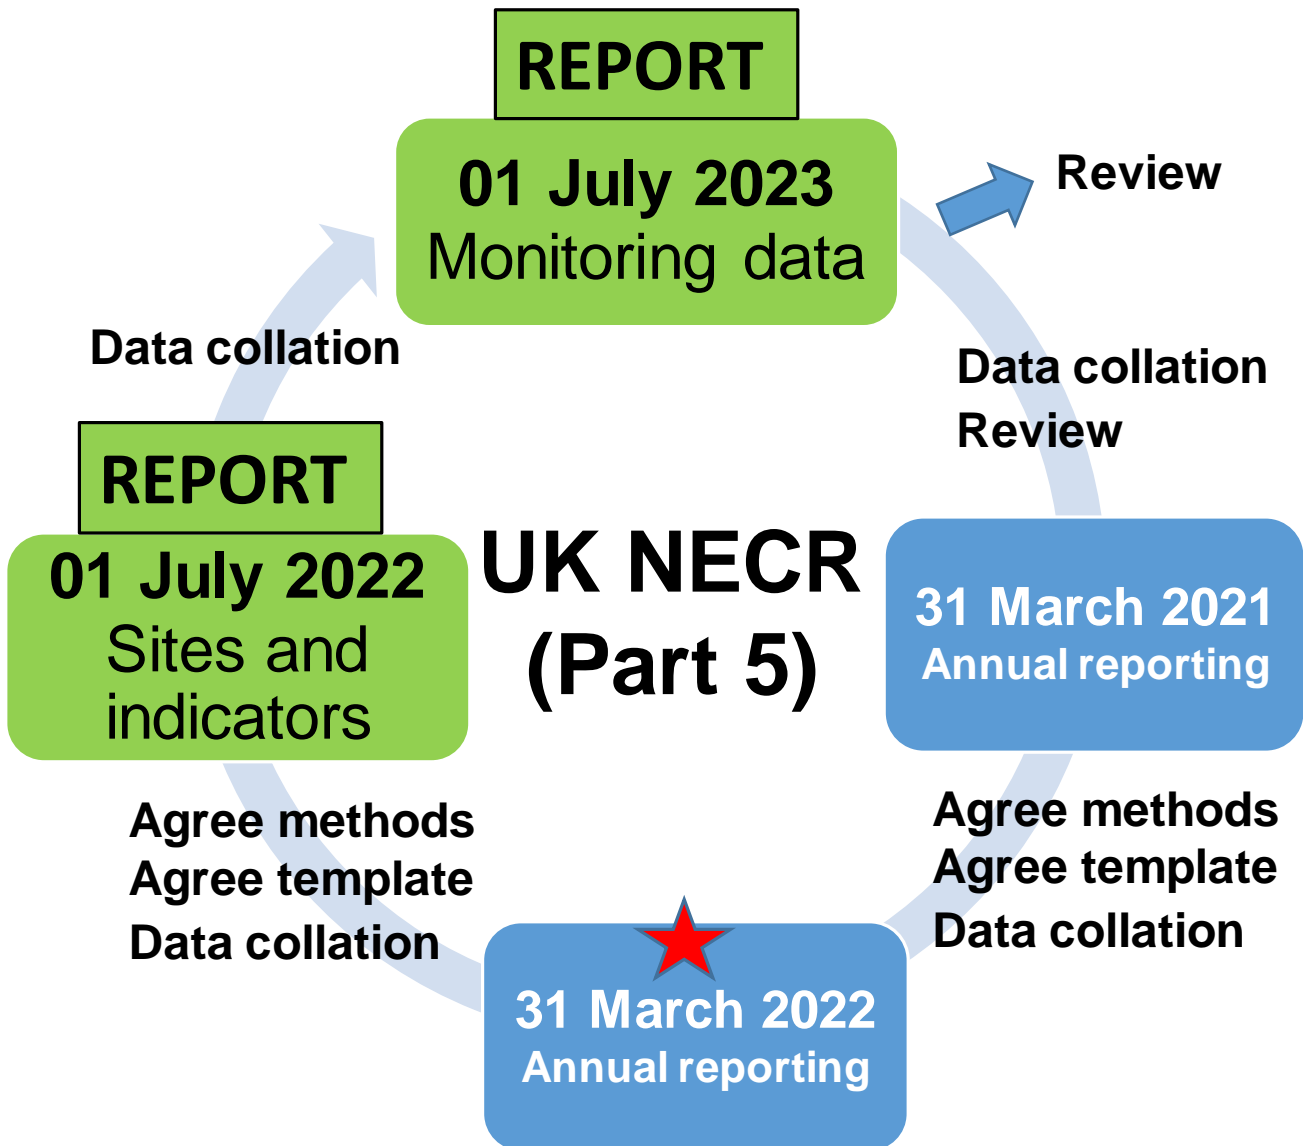 REPORT
01 July 2023
Monitoring data
Review
Data collation
Data collation
Review
REPORT
01 July 2022
Sites and
indicators
UK NECR
(Part 5)
31 March 2021
Annual reporting
Agree methods
Agree template
Data collation
Agree methods
Agree template
Data collation
31 March 2022
Annual reporting